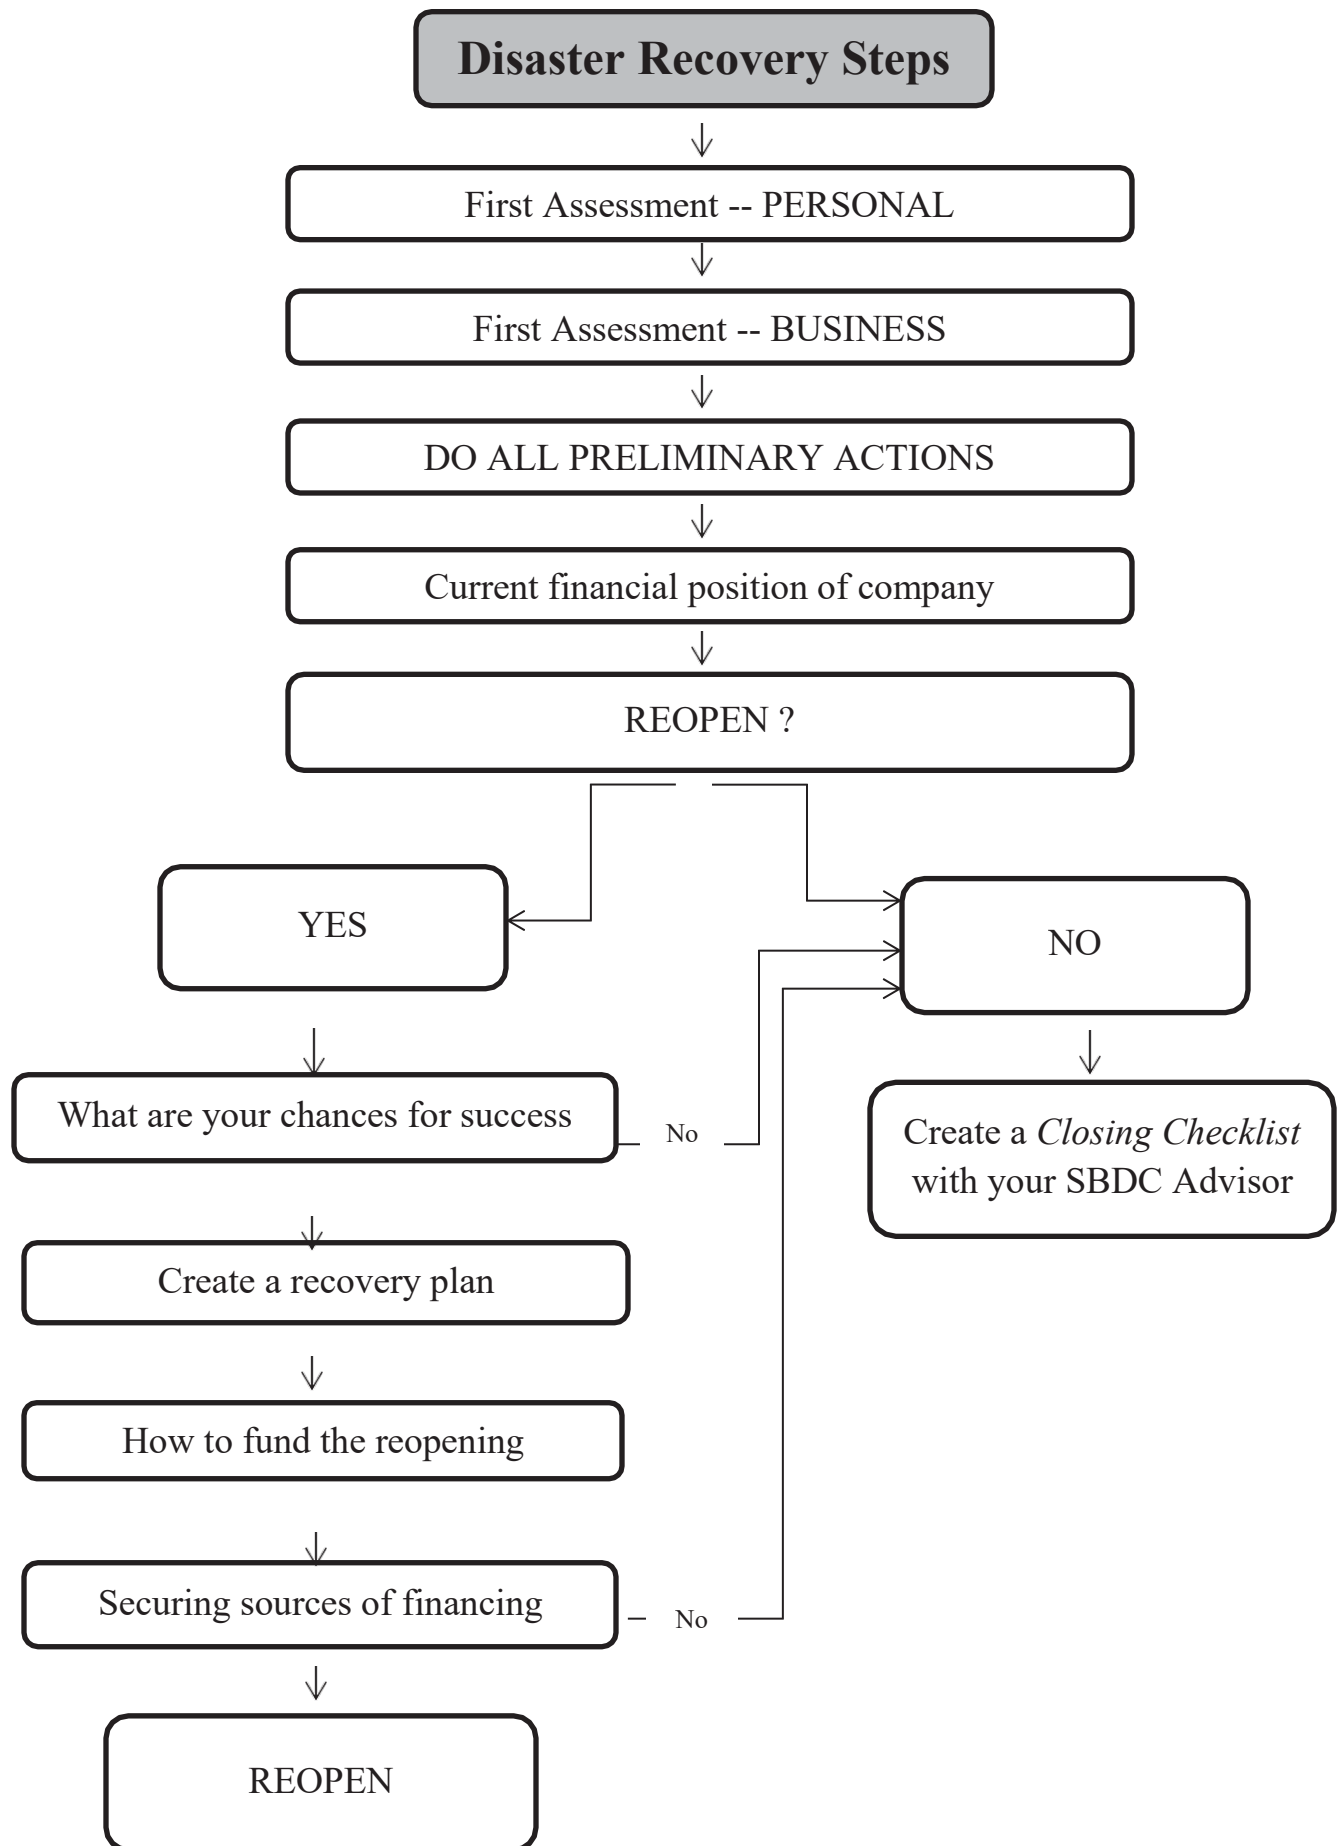 Disaster Recovery Steps
First Assessment -- PERSONAL
First Assessment -- BUSINESS
DO ALL PRELIMINARY ACTIONS
Current financial position of company
REOPEN ?
YES
NO
What are your chances for success
No
Create a Closing Checklist
with your SBDC Advisor
Create a recovery plan
How to fund the reopening
Securing sources of financing
No
REOPEN